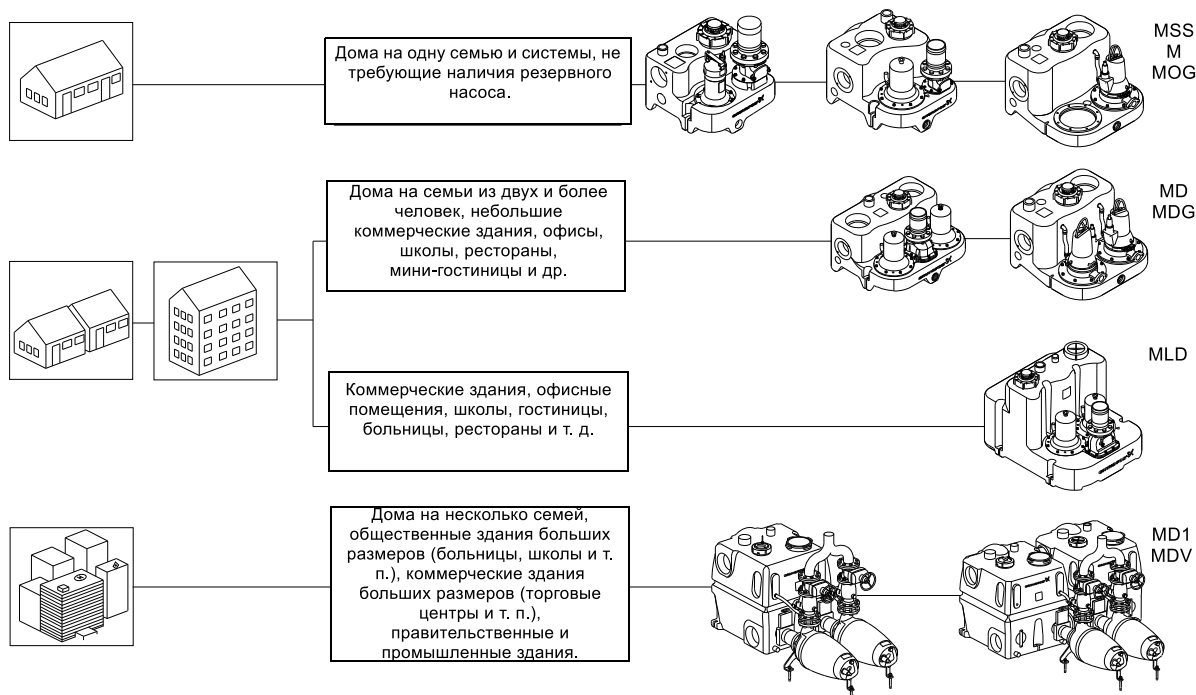 Дома на одну семью и системы, не
требующие наличия резервного
насоса.
MSS
M
MOG
Дома на семьи из двух и более
человек, небольшие
коммерческие здания, офисы,
школы, рестораны,
мини-гостиницы и др.
MD
MDG
Коммерческие здания, офисные
помещения, школы, гостиницы,
больницы, рестораны и т. д.
MLD
Дома на несколько семей,
общественные здания больших
размеров (больницы, школы и т.
п.), коммерческие здания
больших размеров (торговые
центры и т. п.),
правительственные и
промышленные здания.
MD1
MDV